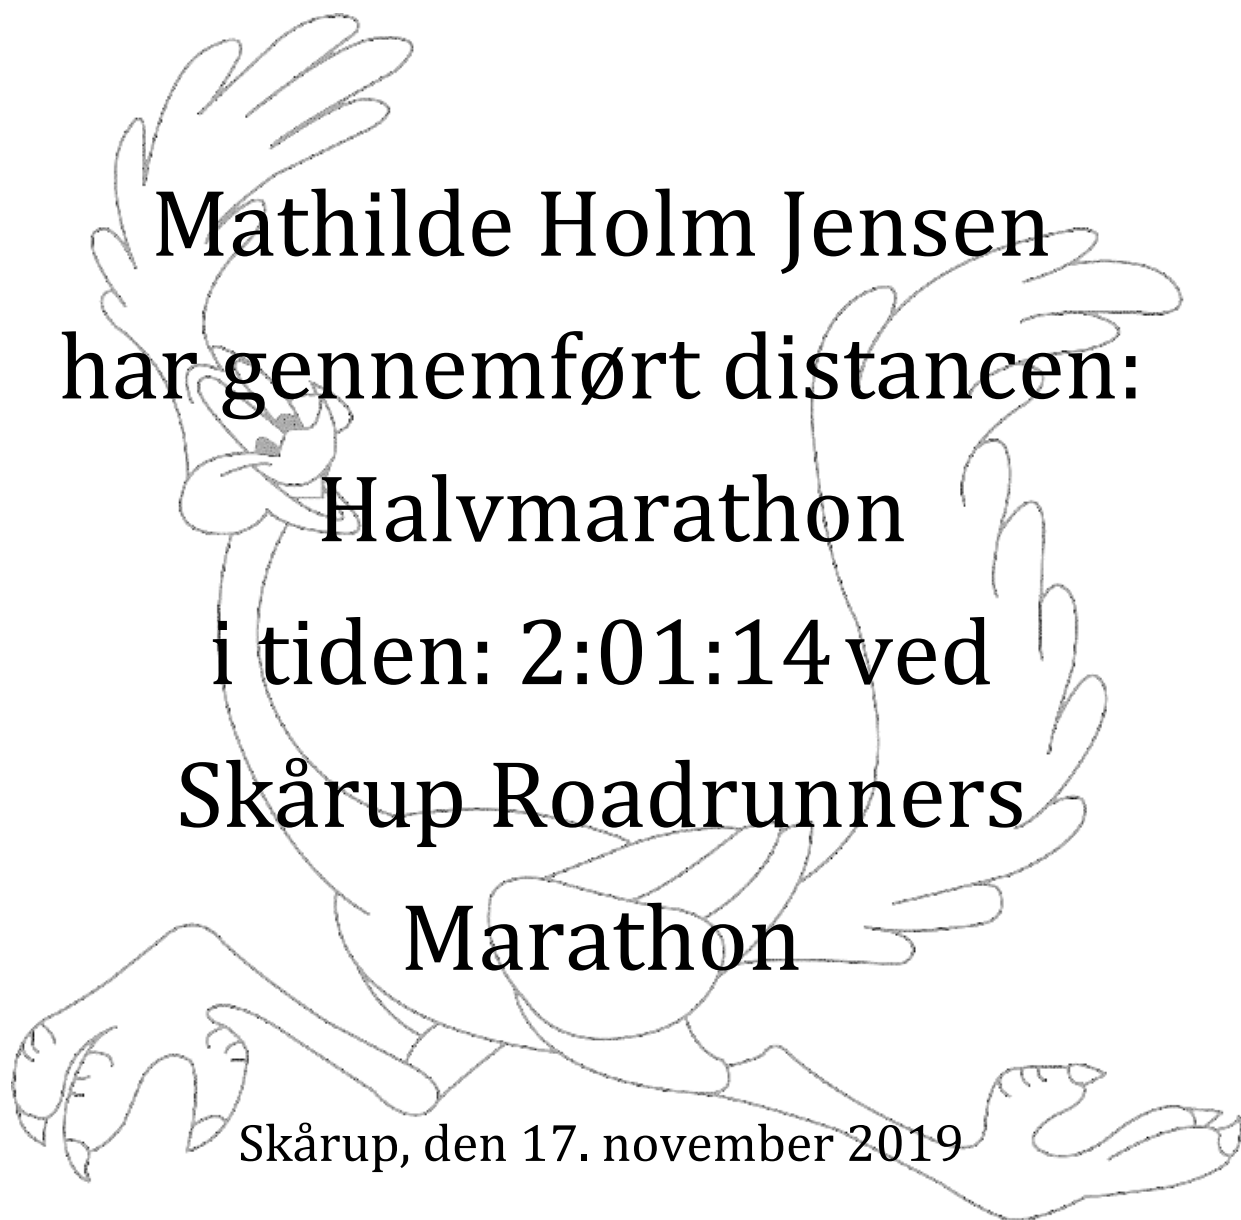 Mathilde Holm Jensen
har gennemført distancen:
Halvmarathon
i tiden: 2:01:14 ved
Skårup Roadrunners
Marathon
Skårup, den 17. november 2019